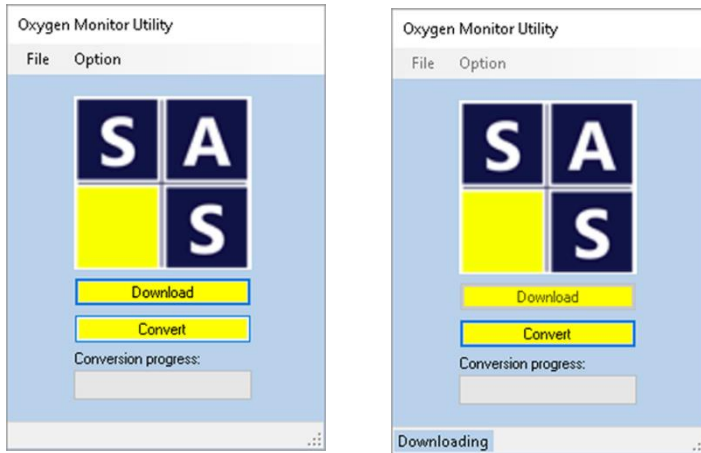 Oxygen Monitor Utility
File Option
S A
S
Download
Convert
Conversion progress:
Oxygen Monitor Utility
File Option
S A
S
Download
Convert
Conversion progress:
Downloading